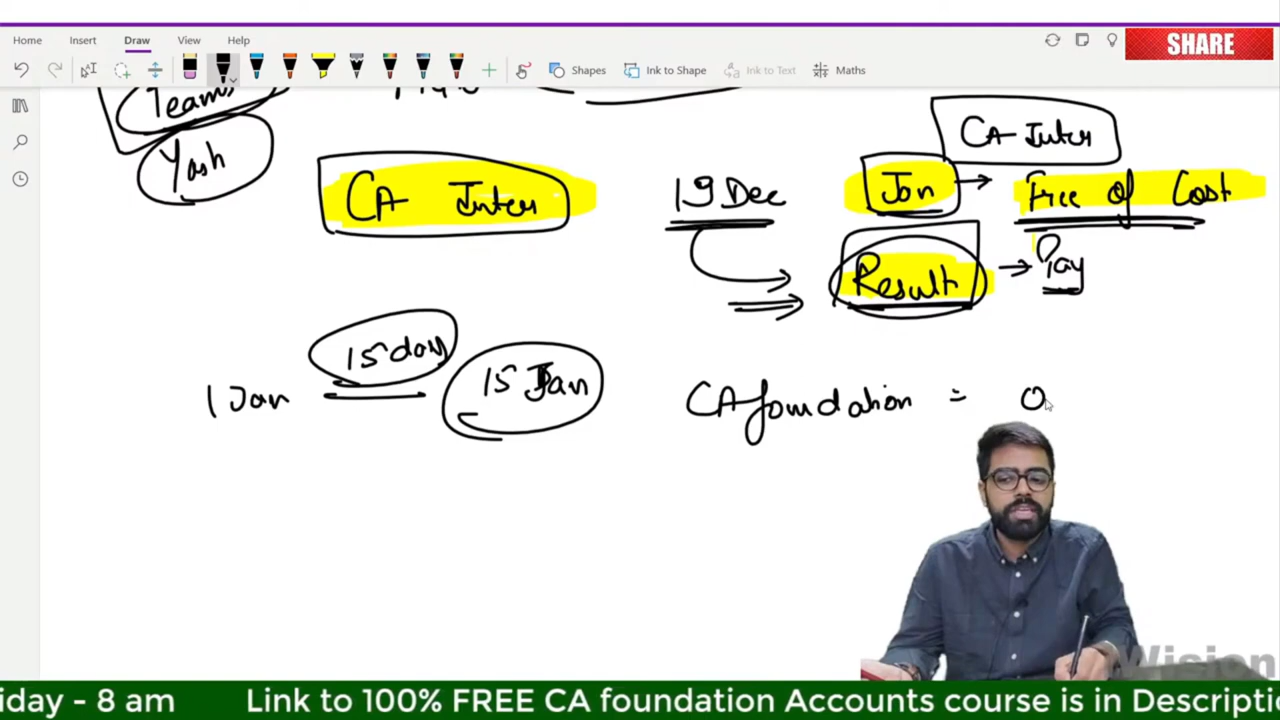 Home Insert Draw View Help
SHARE
Shapes Ink to Shape Ink to Text Maths
Teams
Yash
CA Inter
CA Inter
19 Dec Jan → Free of Cost
Result → Pay
1 Jan 15 day 15 Jan
CA foundation = 0
Wision
iday - 8 am Link to 100% FREE CA foundation Accounts course is in Descripti